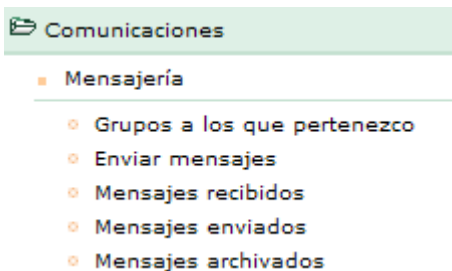 Comunicaciones
Mensajería
Grupos a los que pertenezco
Enviar mensajes
Mensajes recibidos
Mensajes enviados
Mensajes archivados